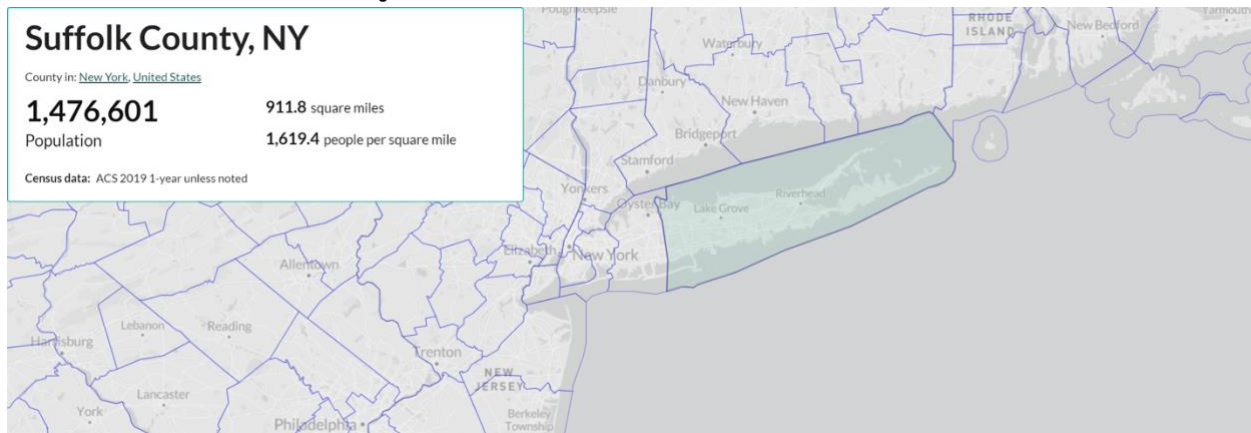 Suffolk County, NY
County in: New York, United States
1,476,601
Population
911.8 square miles
1,619.4 people per square mile
Census data: ACS 2019 1-year unless noted
Poughkeepsie
RHODE
ISLAND
New Bedford
Yarmouth
Waterbury
Danbury
New Haven
Bridgeport
Stamford
Yonkers
Oyster Bay
Lake Grove
Riverhead
Elizabeth
New York
Allentown
Lebanon
Reading
Harrisburg
Trenton
NEW
JERSEY
Lancaster
York
Philadelphia
Berkeley
Township